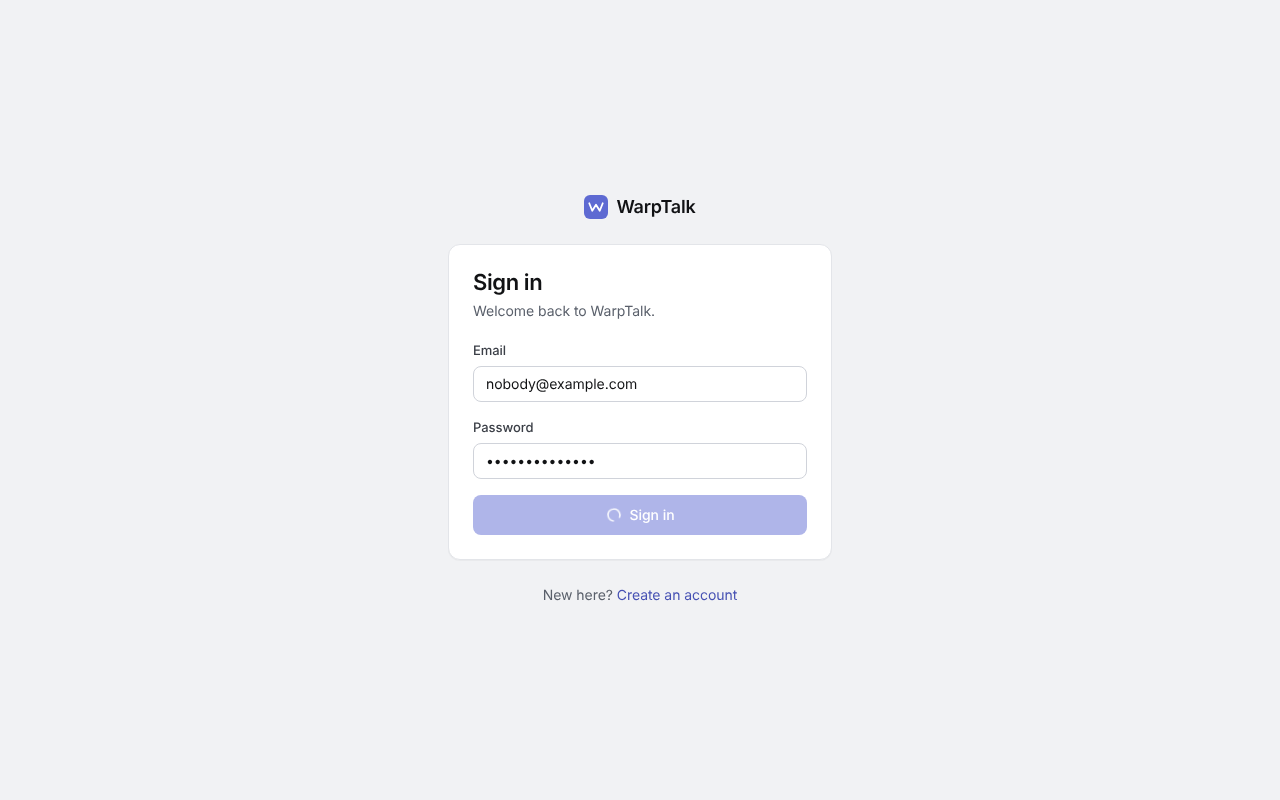 WarpTalk
Sign in
Welcome back to WarpTalk.
Email
nobody@example.com
Password
••••••••••••••
Sign in
New here? Create an account